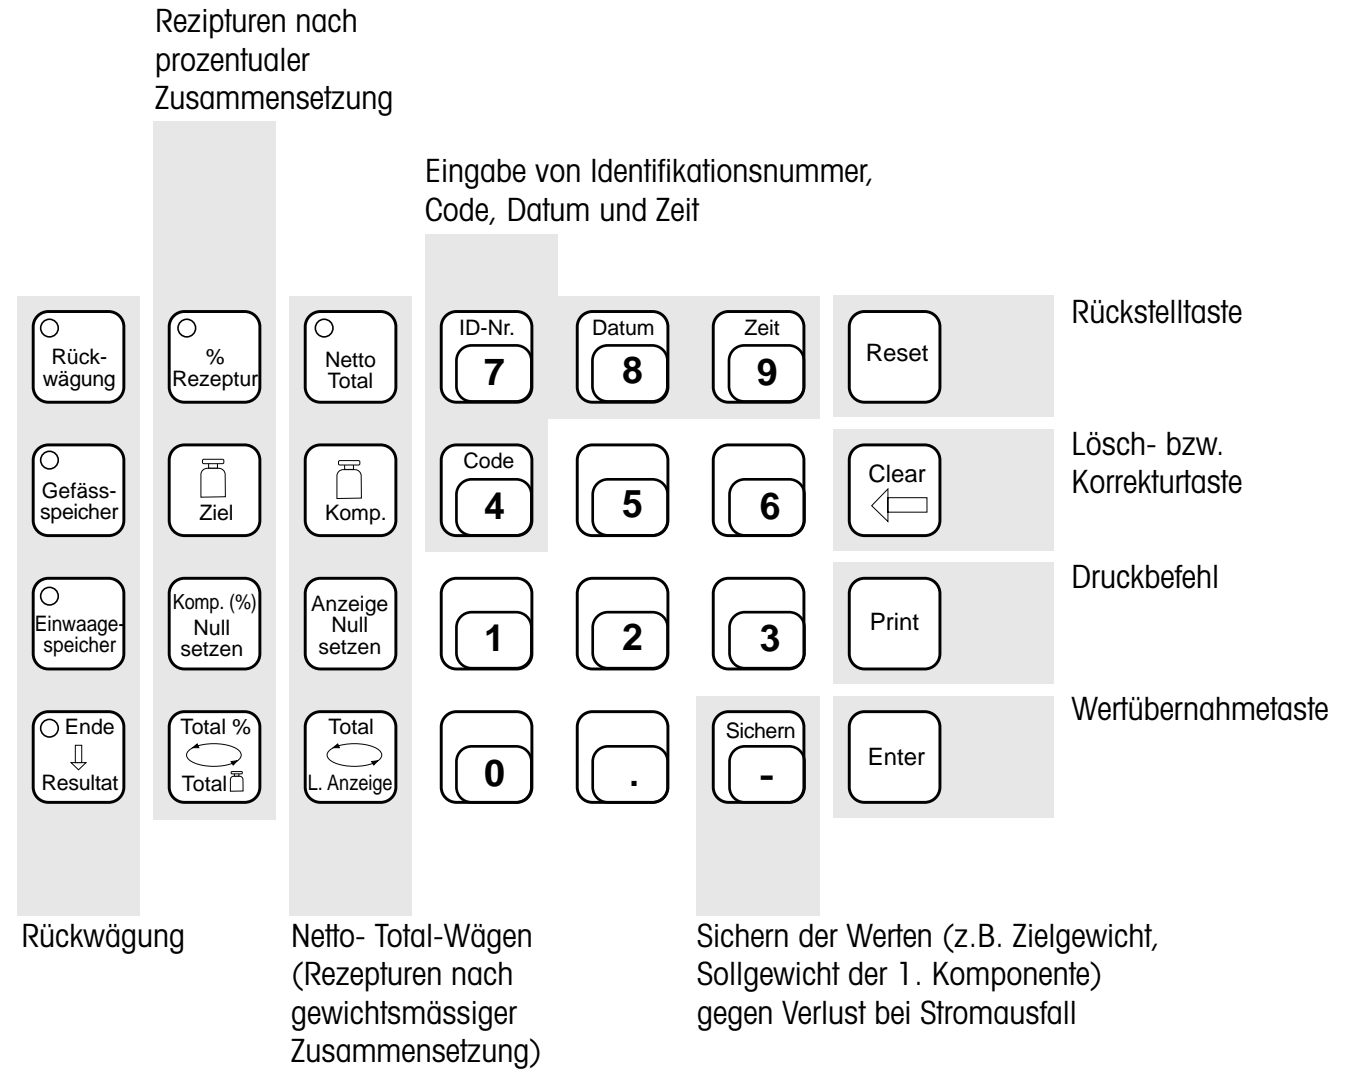 Rezipturen nach
prozentualer
Zusammensetzung
Eingabe von Identifikationsnummer,
Code, Datum und Zeit
Rück-
wägung
%
Rezeptur
Netto
Total
ID-Nr.
7
Datum
8
Zeit
9
Reset
Rückstelltaste
Gefäss-
speicher
Ziel
Komp.
Code
4
5
6
Clear
Lösch- bzw.
Korrekturtaste
Einwaage-
speicher
Komp. (%)
Null
setzen
Anzeige
Null
setzen
1
2
3
Print
Druckbefehl
Ende
Resultat
Total %
Total
Total
L. Anzeige
0
.
Sichern
-
Enter
Wertübernahmetaste
Rückwägung
Netto- Total-Wägen
(Rezepturen nach
gewichtsmässiger
Zusammensetzung)
Sichern der Werten (z.B. Zielgewicht,
Sollgewicht der 1. Komponente)
gegen Verlust bei Stromausfall